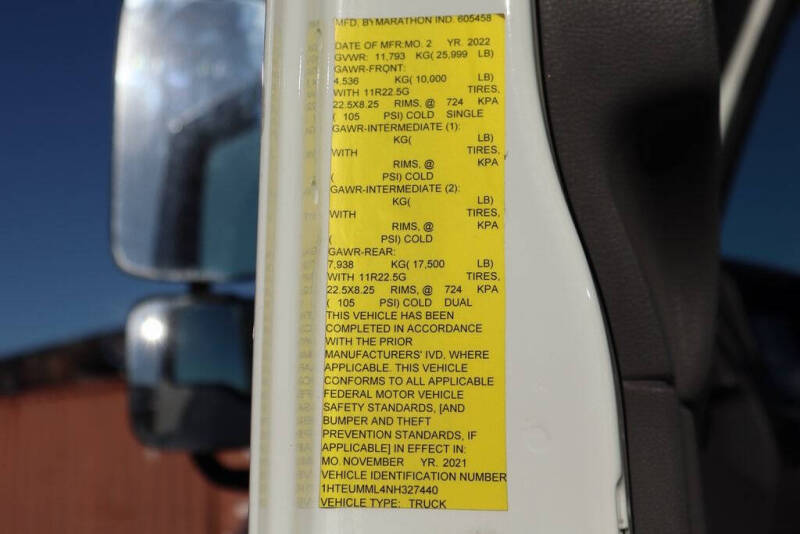 MFD. BY MARATHON IND. 605458
DATE OF MFR:MO. 2 YR. 2022
GVWR: 11,793 KG( 25,999 LB)
GAWR-FRONT:
4,536 KG( 10,000 LB)
WITH 11R22.5G TIRES,
22.5X8.25 RIMS, @ 724 KPA
( 105 PSI) COLD SINGLE
GAWR-INTERMEDIATE (1):
KG( LB)
WITH TIRES,
RIMS, @ KPA
( PSI) COLD
GAWR-INTERMEDIATE (2):
KG( LB)
WITH TIRES,
RIMS, @ KPA
( PSI) COLD
GAWR-REAR:
7,938 KG( 17,500 LB)
WITH 11R22.5G TIRES,
22.5X8.25 RIMS, @ 724 KPA
( 105 PSI) COLD DUAL
THIS VEHICLE HAS BEEN
COMPLETED IN ACCORDANCE
WITH THE PRIOR
MANUFACTURERS' IVD, WHERE
APPLICABLE. THIS VEHICLE
CONFORMS TO ALL APPLICABLE
FEDERAL MOTOR VEHICLE
SAFETY STANDARDS, [AND
BUMPER AND THEFT
PREVENTION STANDARDS, IF
APPLICABLE] IN EFFECT IN:
MO. NOVEMBER YR. 2021
VEHICLE IDENTIFICATION NUMBER
1HTEUMML4NH327440
VEHICLE TYPE: TRUCK